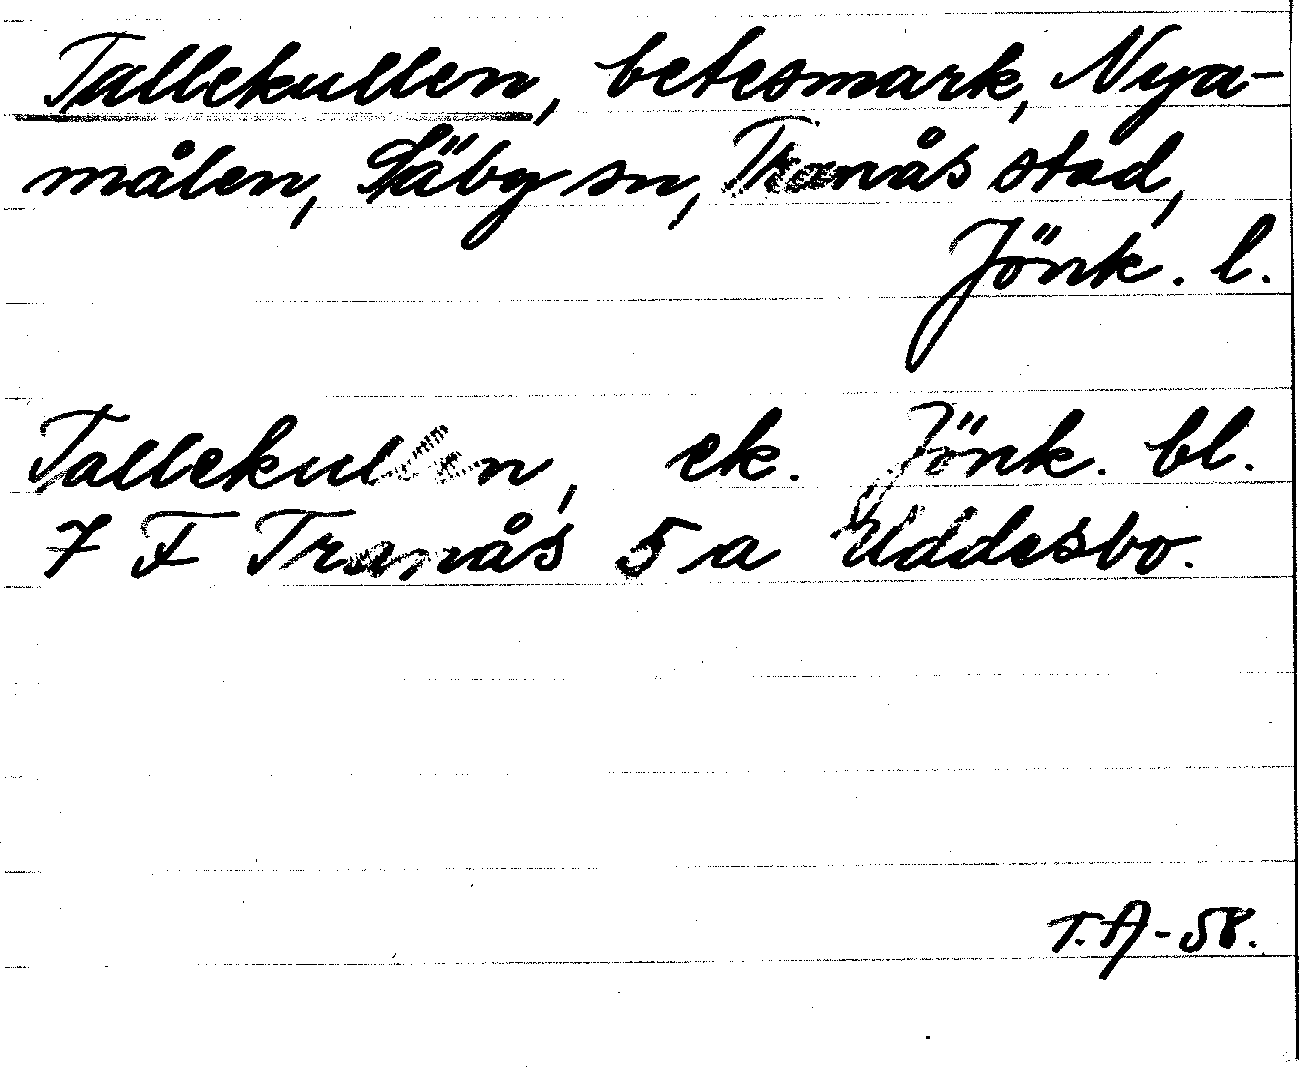 Tallekullen, betesmark, Nya-
målen, Säby sn, Tranås stad,
Jönk. l.
Tallekullen, ek. Jönk. bl.
7 F Tranås 5 a Uddesbo.
T.A-58.